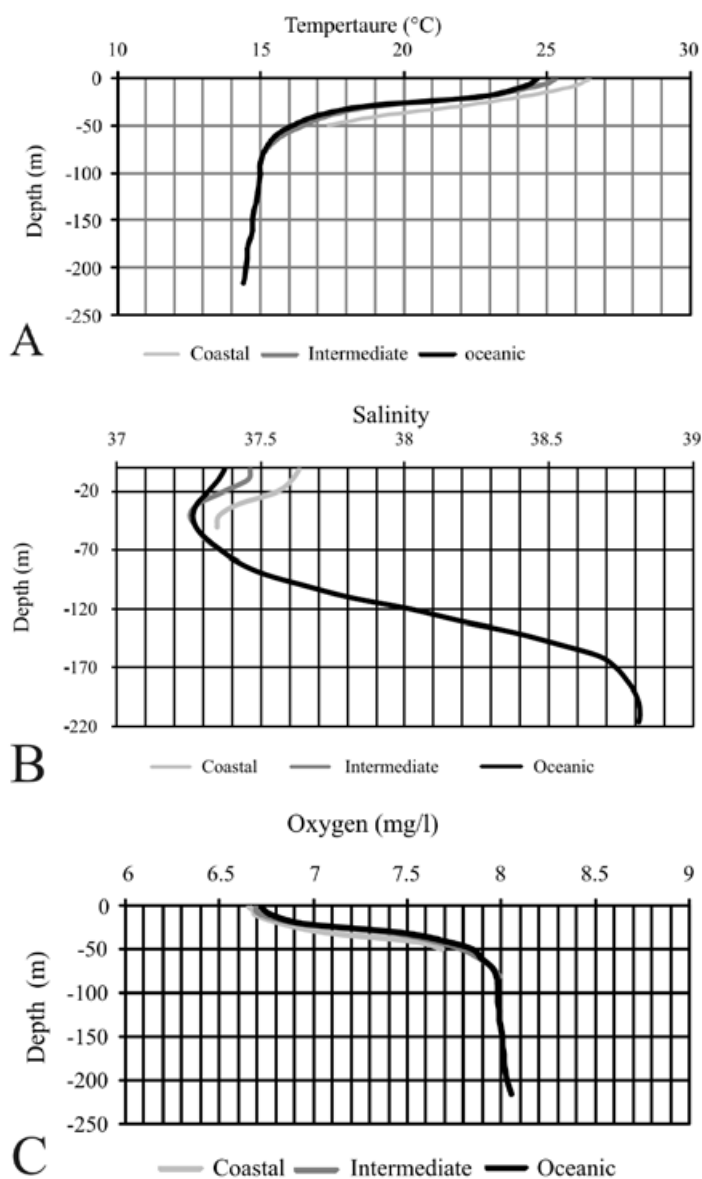 Tempertaure (°C)
10 15 20 25 30
0
-50
-100
-150
-200
-250
Depth (m)
A
Coastal Intermediate oceanic
Salinity
37 37.5 38 38.5 39
-20
-70
-120
-170
-220
Depth (m)
B
Coastal Intermediate Oceanic
Oxygen (mg/l)
6 6.5 7 7.5 8 8.5 9
0
-50
-100
-150
-200
-250
Depth (m)
C
Coastal Intermediate Oceanic